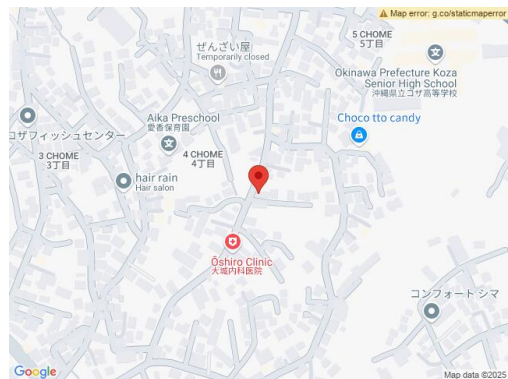 Map error: g.co/staticmaperror
5 CHOME
5丁目
ぜんざい屋
Temporarily closed
Okinawa Prefecture Koza
Senior High School
沖縄県立コザ高等学校
Aika Preschool
愛香保育園
Choco tto candy
コザフィッシュセンター
3 CHOME
3丁目
4 CHOME
4丁目
hair rain
Hair salon
Ōshiro Clinic
大城内科医院
コンフォート シマ
Google
Map data ©2025